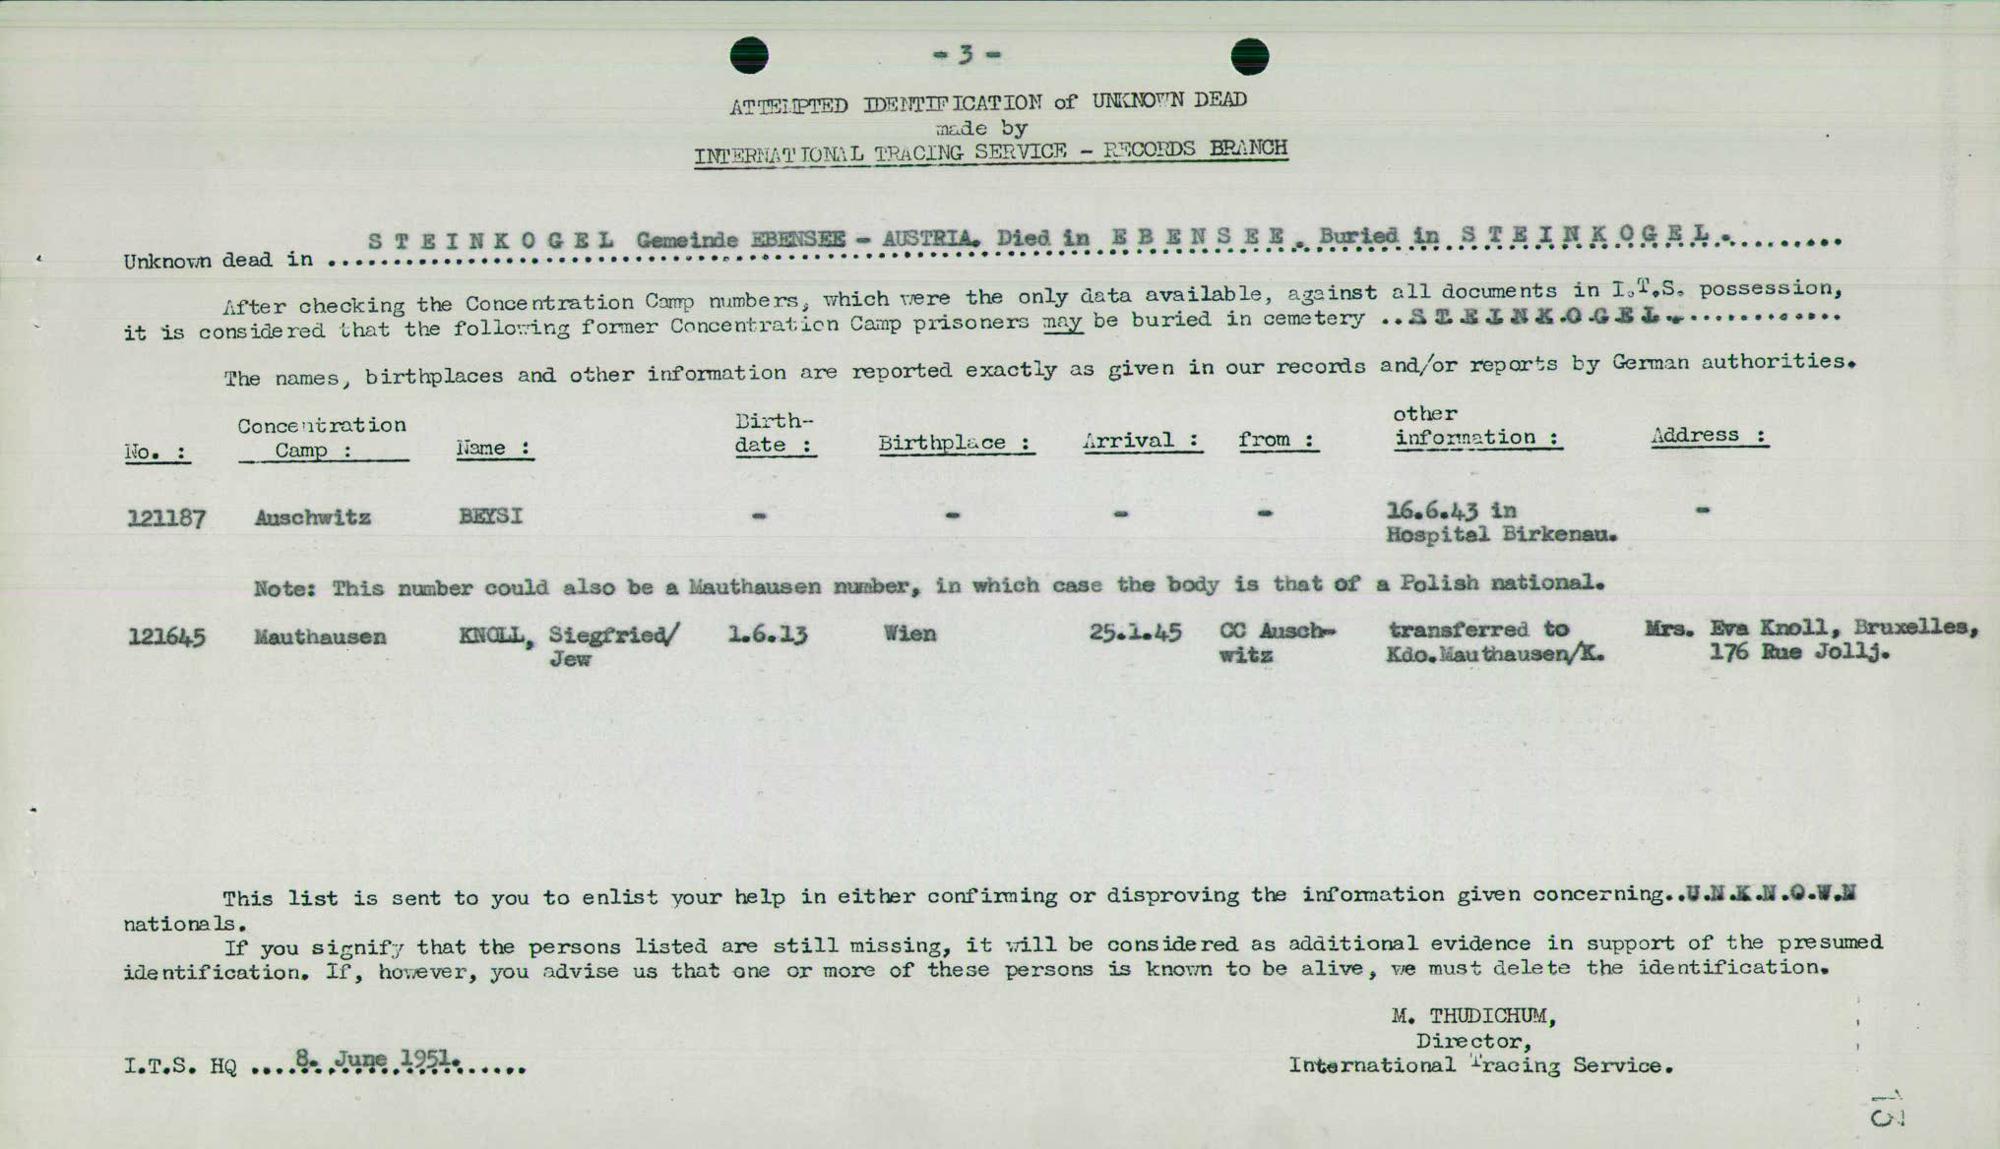 - 3 -
ATTEMPTED IDENTIFICATION of UNKNOWN DEAD
made by
INTERNATIONAL TRACING SERVICE - RECORDS BRANCH
Unknown dead in S T E I N K O G E L Gemeinde EBENSEE - AUSTRIA. Died in E B E N S E E. Buried in S T E I N K O G E L.
After checking the Concentration Camp numbers, which were the only data available, against all documents in I.T.S. possession,
it is considered that the following former Concentration Camp prisoners may be buried in cemetery ..S.T.E.I.N.K.O.G.E.L............
The names, birthplaces and other information are reported exactly as given in our records and/or reports by German authorities.
No. : Concentration Camp : Name : Birth-date : Birthplace : Arrival : from : other information : Address :
121187 Auschwitz BEYSI - - - - 16.6.43 in -
Hospital Birkenau.
Note: This number could also be a Mauthausen number, in which case the body is that of a Polish national.
121645 Mauthausen KNOLL, Siegfried/ 1.6.13 Wien 25.1.45 CC Ausch- transferred to Mrs. Eva Knoll, Bruxelles,
Jew witz Kdo.Mauthausen/K. 176 Rue Jollj.
This list is sent to you to enlist your help in either confirming or disproving the information given concerning..U.N.K.N.O.W.N
nationals.
If you signify that the persons listed are still missing, it will be considered as additional evidence in support of the presumed
identification. If, however, you advise us that one or more of these persons is known to be alive, we must delete the identification.
M. THUDICHUM,
Director,
I.T.S. HQ ....8. June 1951.......
International Tracing Service.